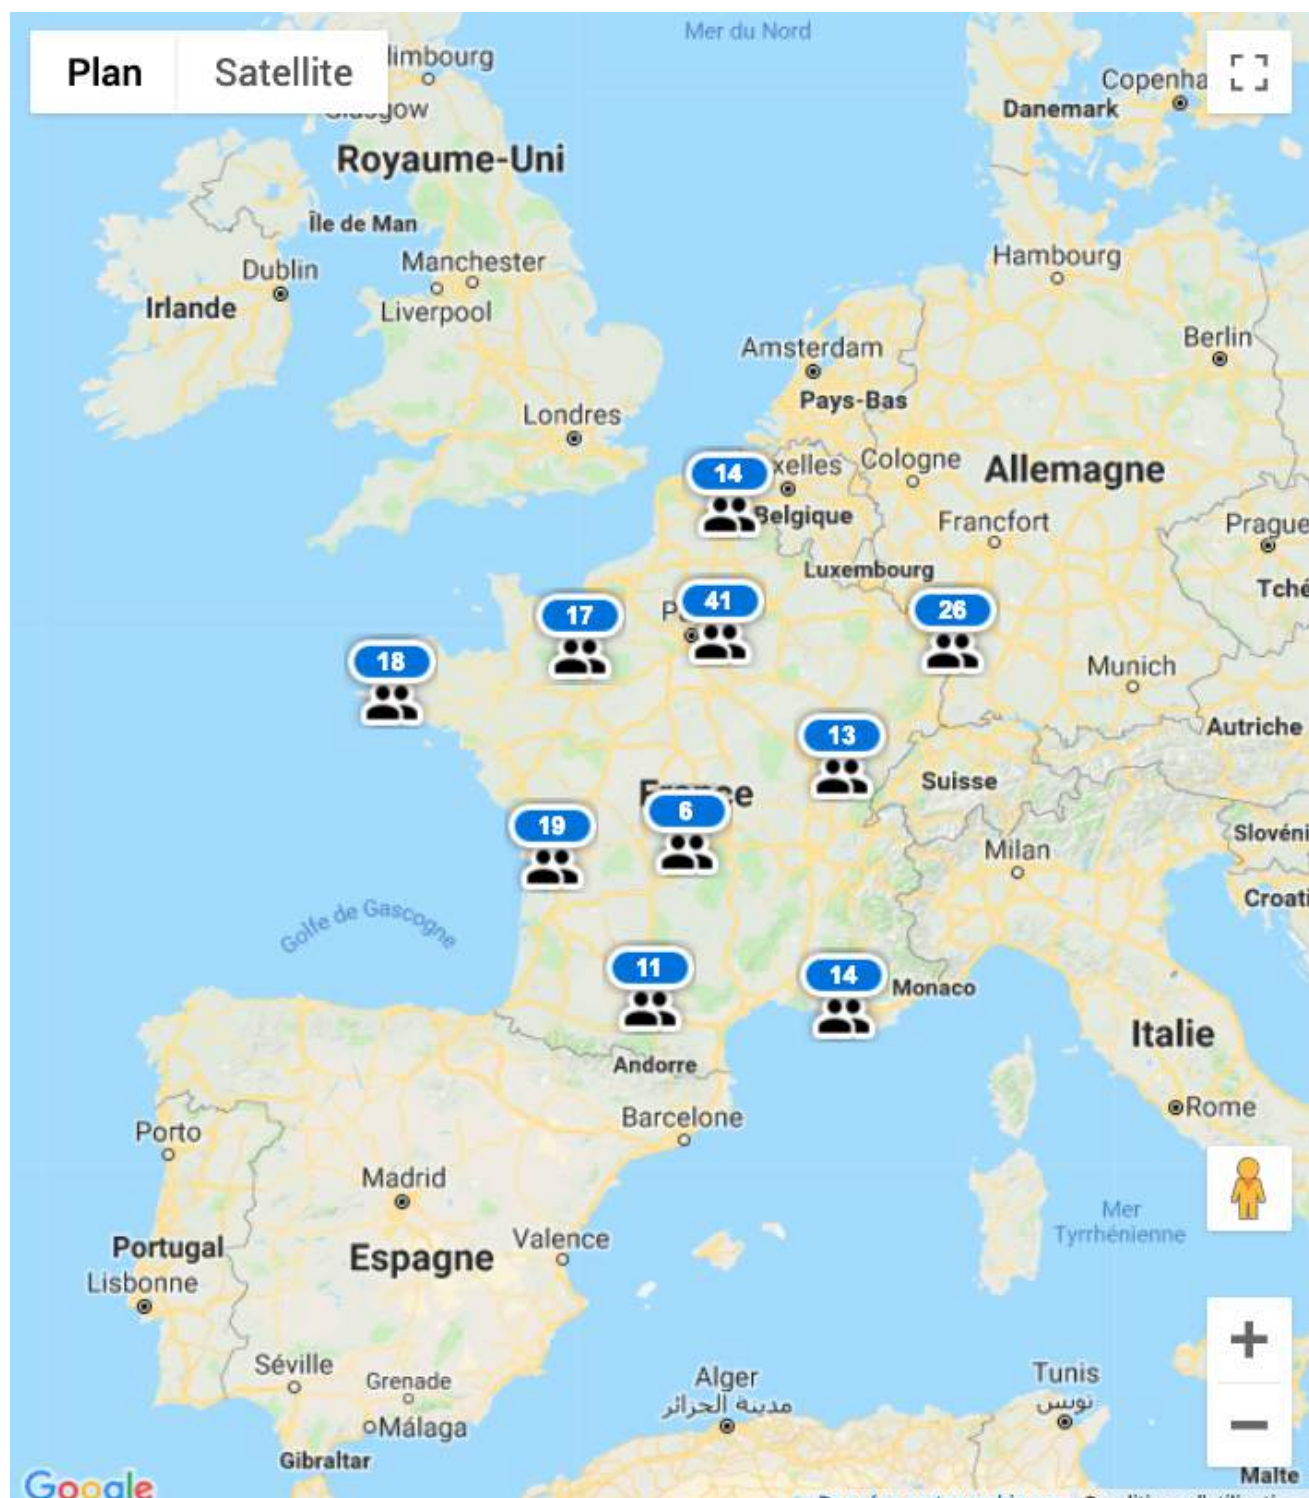 Mer du Nord
Plan
Satellite
limbourg
Glasgow
Copenha
Danemark
Royaume-Uni
Île de Man
Dublin
Manchester
Hambourg
Irlande
Liverpool
Berlin
Amsterdam
Pays-Bas
Londres
14
xelles
Cologne
Allemagne
Belgique
Francfort
Prague
Luxembourg
Tché
17
P
41
26
18
Munich
13
Autriche
Suisse
France
6
19
Slovéni
Milan
Croati
Golfe de Gascogne
11
14
Monaco
Italie
Andorre
Rome
Barcelone
Porto
Madrid
Mer
Tyrrhénienne
Valence
Portugal
Espagne
Lisbonne
Séville
Grenade
Alger
مدينة الجزائر
Tunis
تونس
Málaga
Gibraltar
Malte
Google